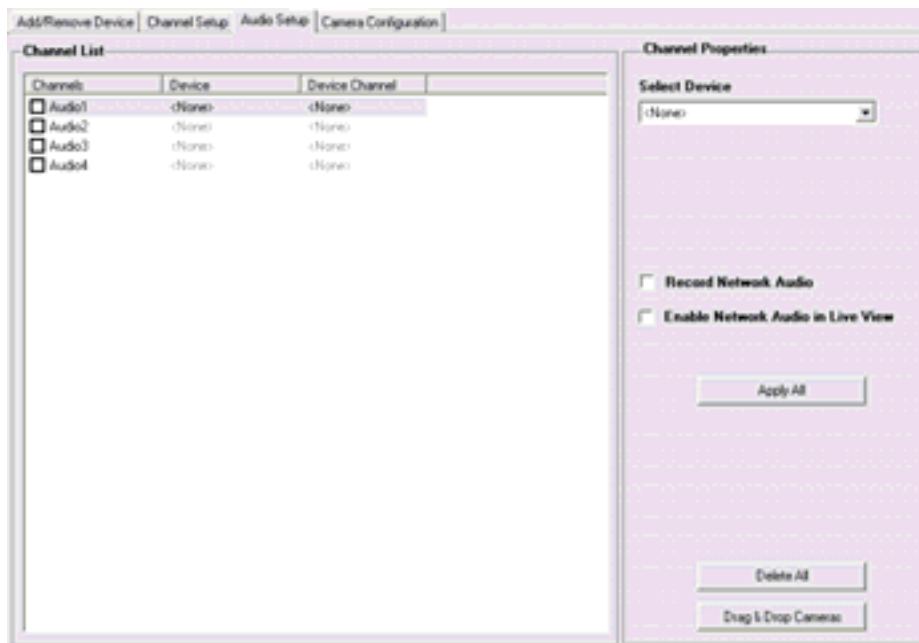 Add/Remove Device Channel Setup Audio Setup Camera Configuration
Channel List
Channels Device Device Channel
Audio1 <None> <None>
Audio2 <None> <None>
Audio3 <None> <None>
Audio4 <None> <None>
Channel Properties
Select Device
<None>
Record Network Audio
Enable Network Audio in Live View
Apply All
Delete All
Drag & Drop Cameras